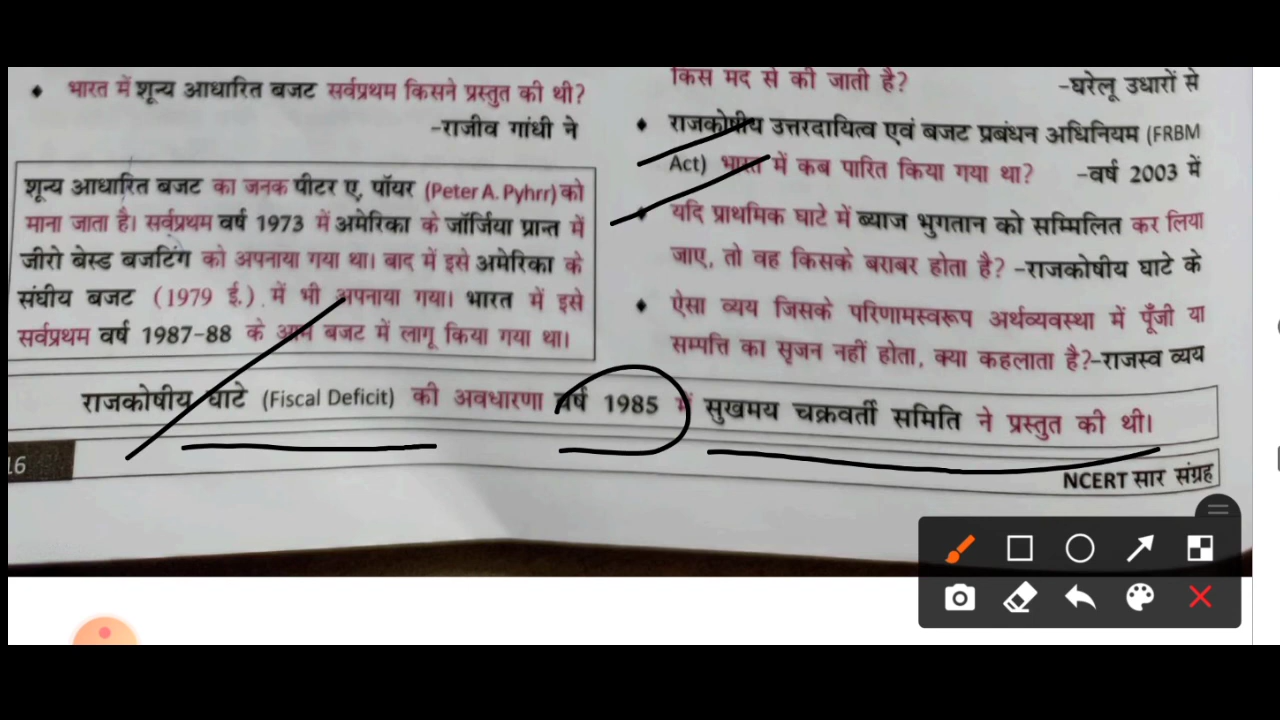 भारत में शून्य आधारित बजट सर्वप्रथम किसने प्रस्तुत की थी?
-राजीव गांधी ने
शून्य आधारित बजट का जनक पीटर ए. पॉयर (Peter A. Pyhrr) को
माना जाता है। सर्वप्रथम वर्ष 1973 में अमेरिका के जॉर्जिया प्रान्त में
जीरो बेस्ड बजटिंग को अपनाया गया था। बाद में इसे अमेरिका के
संघीय बजट (1979 ई.) में भी अपनाया गया। भारत में इसे
सर्वप्रथम वर्ष 1987-88 के आम बजट में लागू किया गया था।
किस मद से की जाती है?
-घरेलू उधारों से
राजकोषीय उत्तरदायित्व एवं बजट प्रबंधन अधिनियम (FRBM
Act) भारत में कब पारित किया गया था? -वर्ष 2003 में
यदि प्राथमिक घाटे में ब्याज भुगतान को सम्मिलित कर लिया
जाए, तो वह किसके बराबर होता है? -राजकोषीय घाटे के
ऐसा व्यय जिसके परिणामस्वरूप अर्थव्यवस्था में पूँजी या
सम्पत्ति का सृजन नहीं होता, क्या कहलाता है?-राजस्व व्यय
राजकोषीय घाटे (Fiscal Deficit) की अवधारणा वर्ष 1985 में सुखमय चक्रवर्ती समिति ने प्रस्तुत की थी।
16
NCERT सार संग्रह